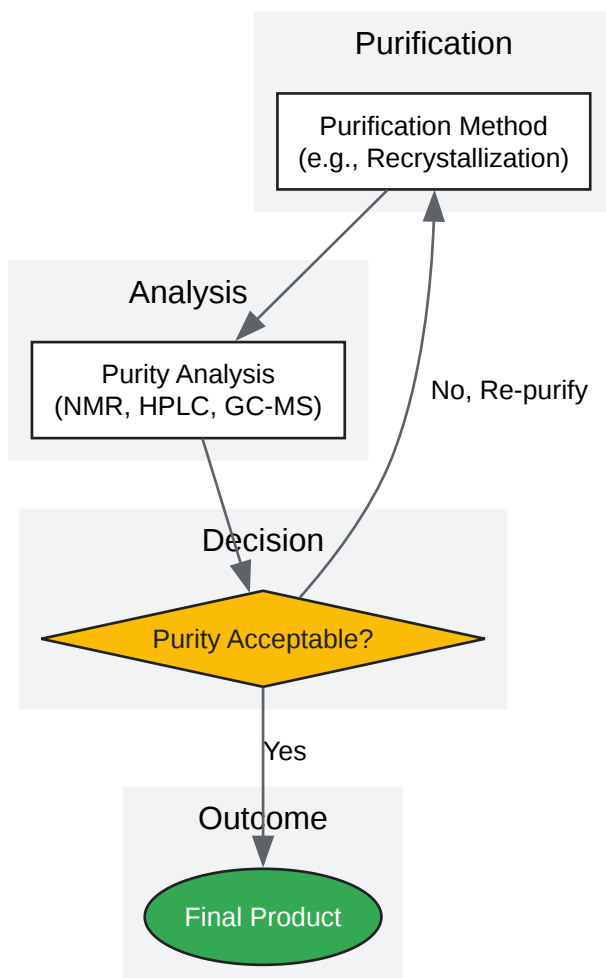 Purification
Purification Method
(e.g., Recrystallization)
Analysis
Purity Analysis
(NMR, HPLC, GC-MS)
No, Re-purify
Decision
Purity Acceptable?
Yes
Outcome
Final Product